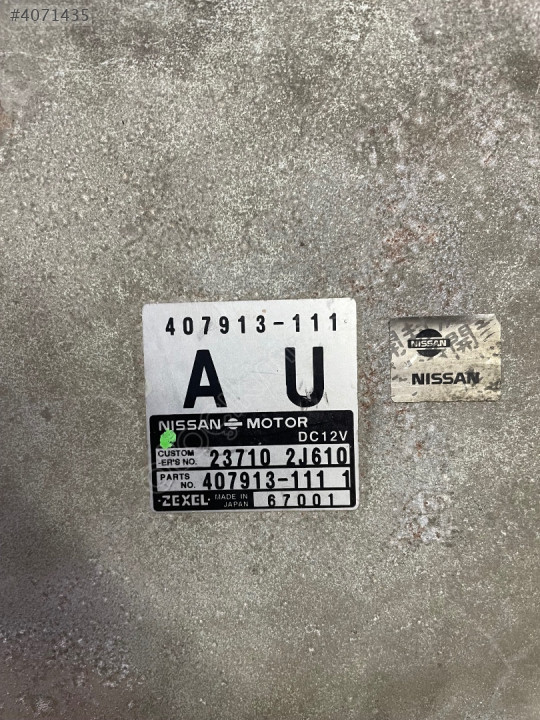 #4071435
407913-111
A U
NISSAN MOTOR
DC12V
CUSTOM
-ER'S NO. 23710 2J610
PARTS
NO. 407913-111 1
ZEXEL MADE IN
JAPAN 67001
NISSAN
NISSAN